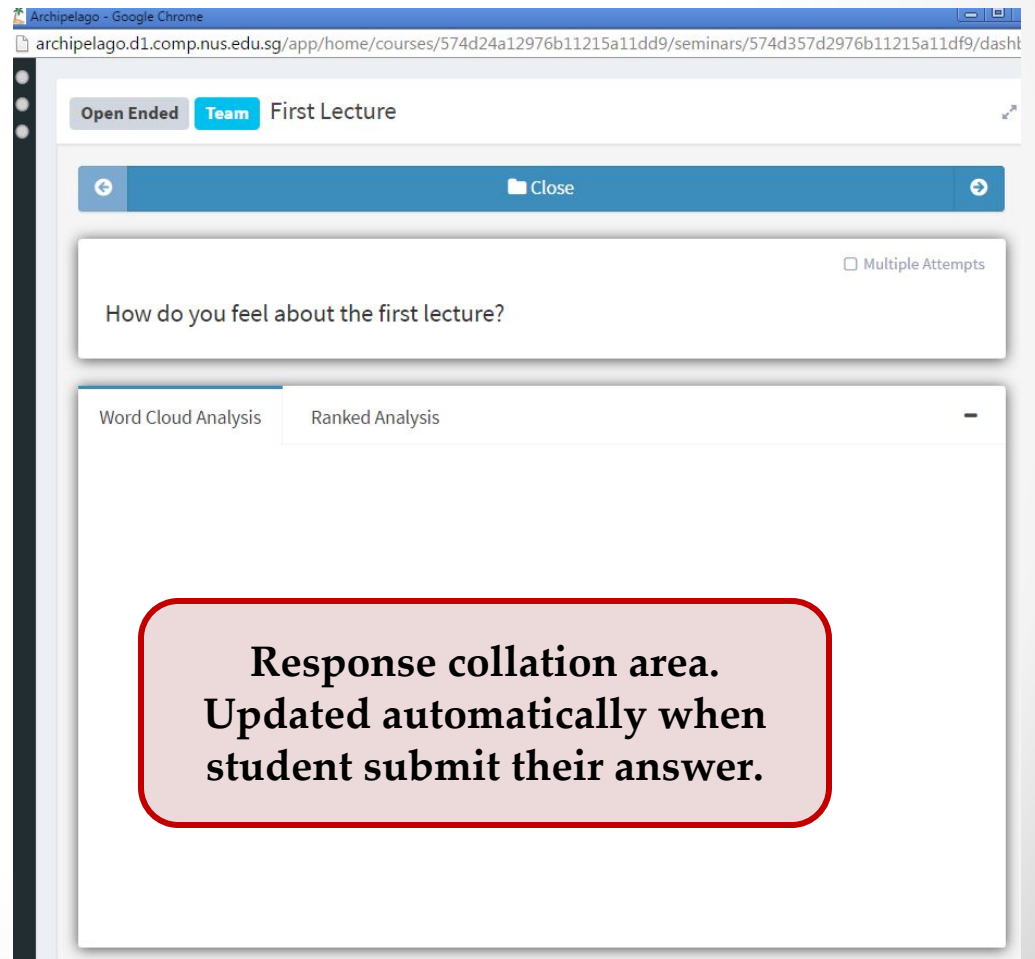 Archipelago - Google Chrome
archipelago.d1.comp.nus.edu.sg/app/home/courses/574d24a12976b11215a11dd9/seminars/574d357d2976b11215a11df9/dashb
Open Ended Team First Lecture
Close
Multiple Attempts
How do you feel about the first lecture?
Word Cloud Analysis Ranked Analysis
Response collation area.
Updated automatically when
student submit their answer.